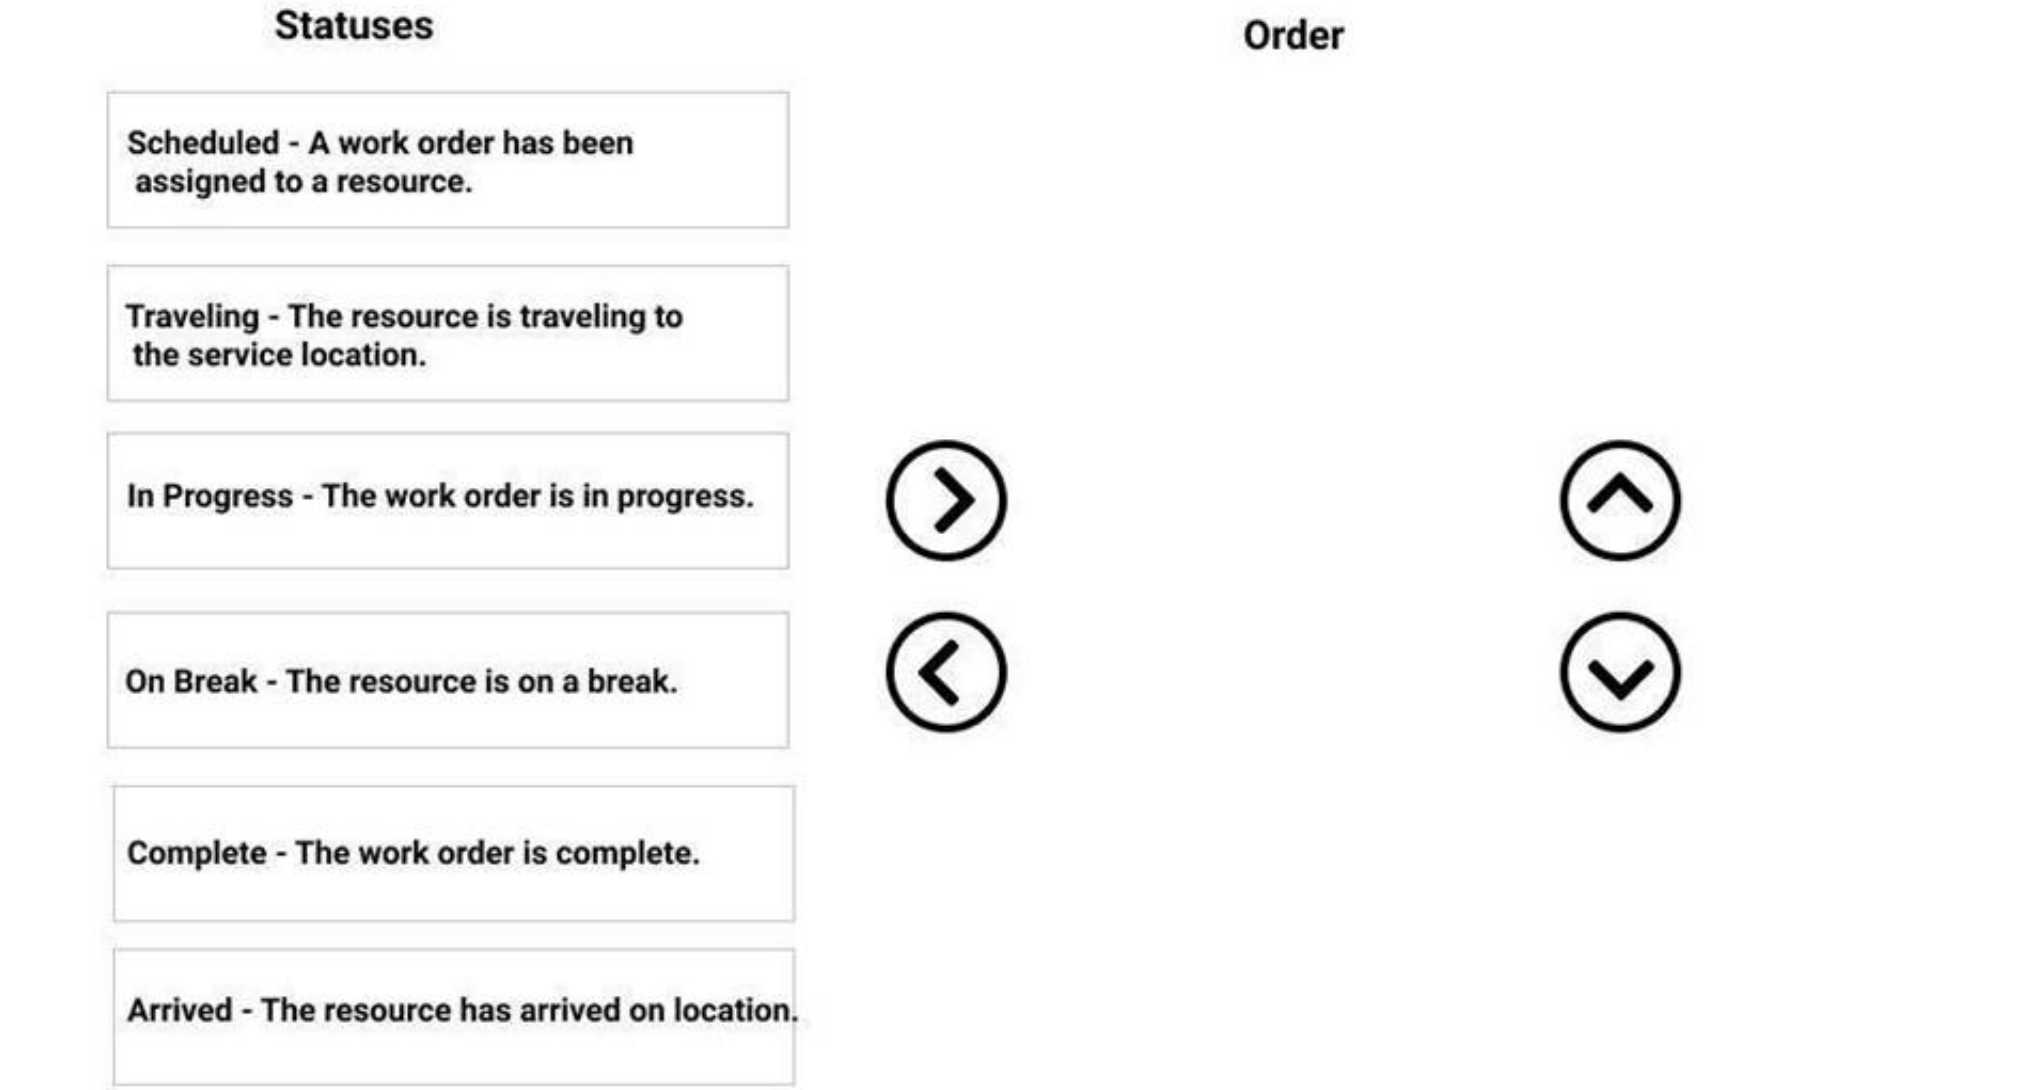 Statuses
Order
Scheduled - A work order has been
assigned to a resource.
Traveling - The resource is traveling to
the service location.
In Progress - The work order is in progress.
On Break - The resource is on a break.
Complete - The work order is complete.
Arrived - The resource has arrived on location.